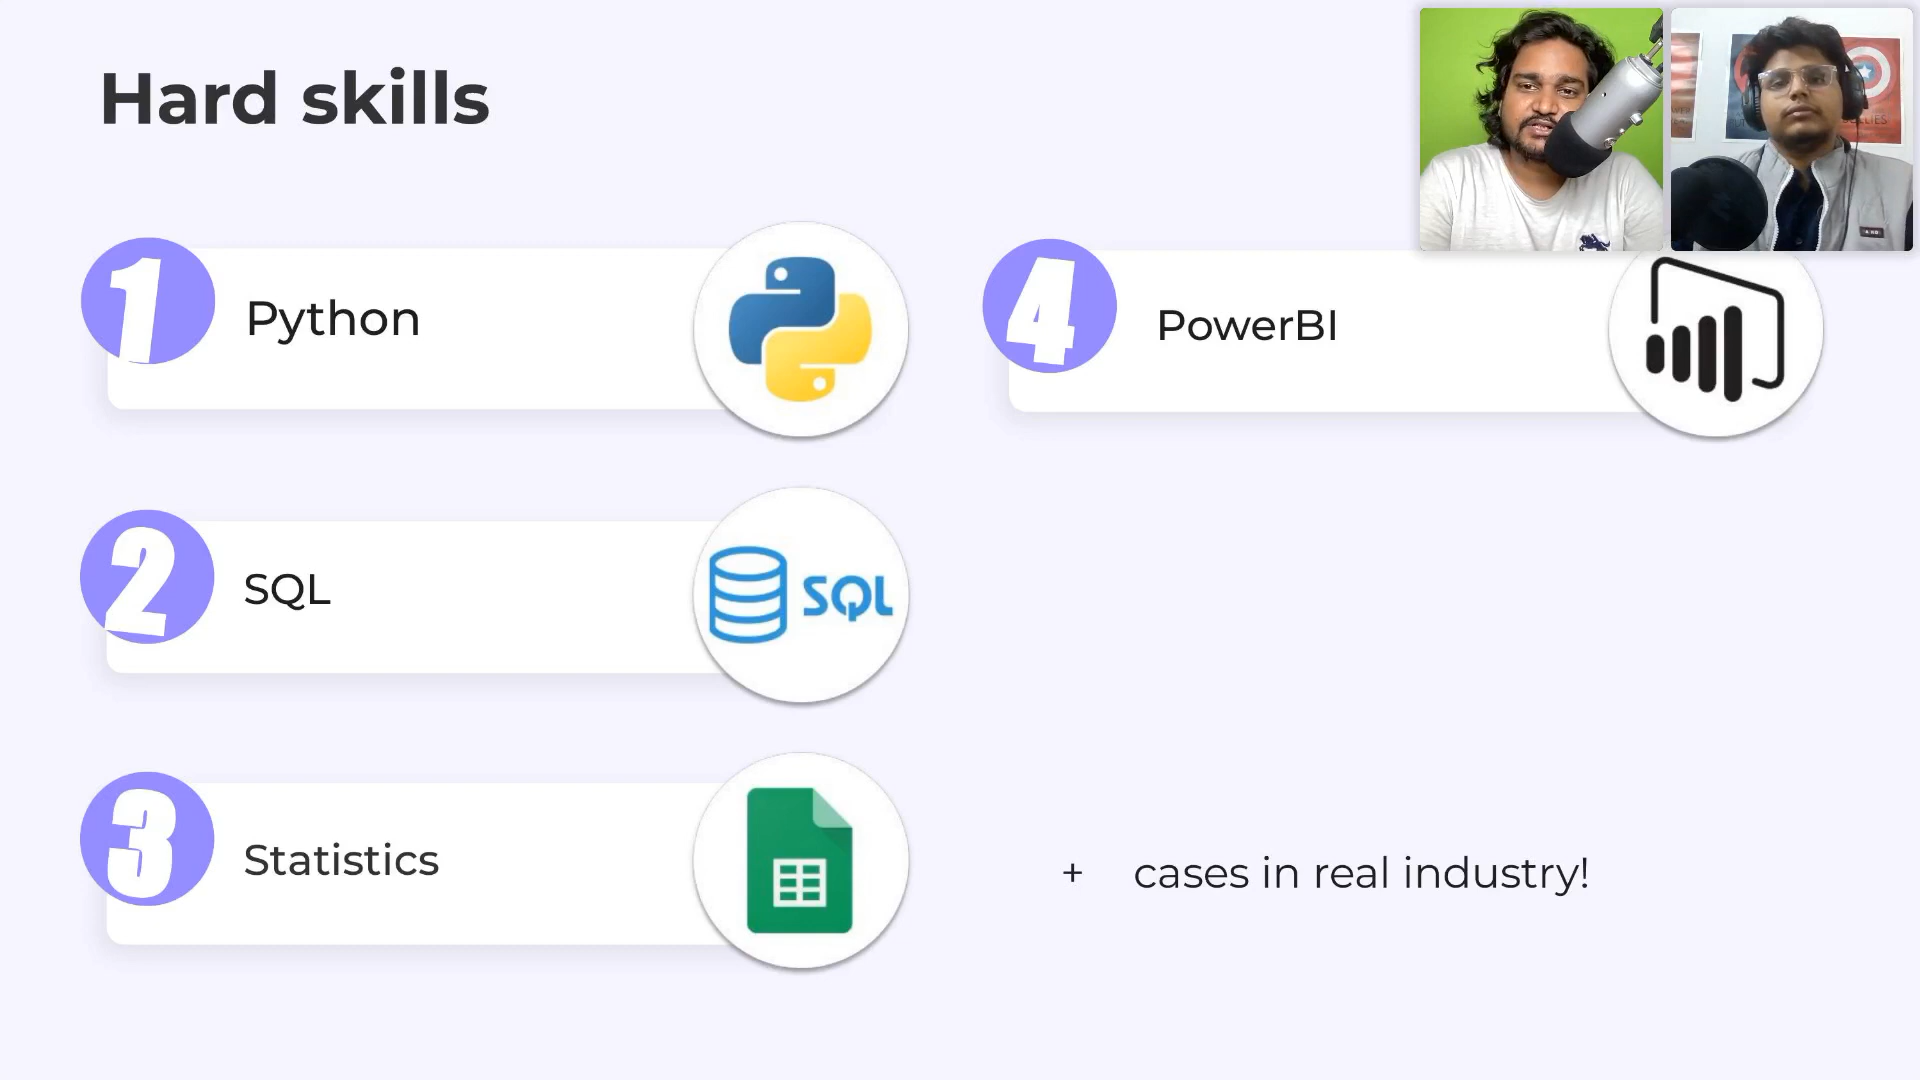 Hard skills
1
Python
2
SQL
SQL
3
Statistics
4
PowerBI
+ cases in real industry!